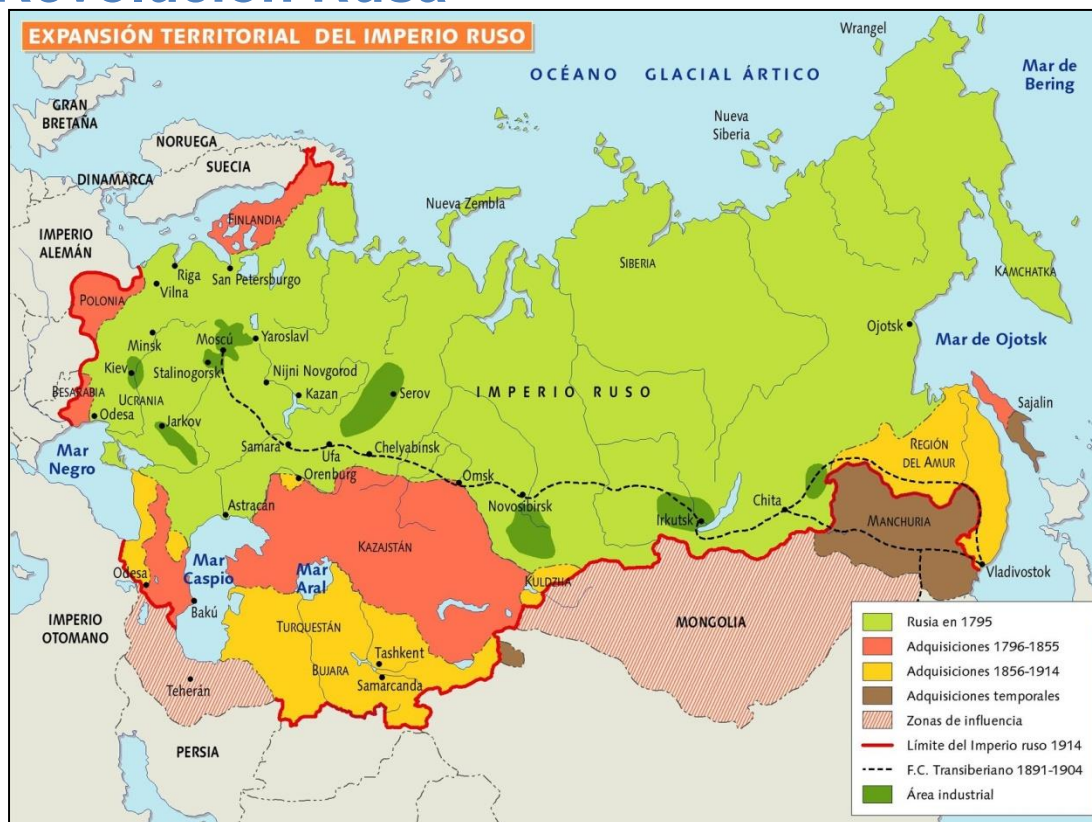 Revolución Rusa
EXPANSIÓN TERRITORIAL DEL IMPERIO RUSO
Wrangel
OCÉANO GLACIAL ÁRTICO
Mar de
Bering
GRAN
BRETAÑA
NORUEGA
SUECIA
DINAMARCA
Nueva
Siberia
Nueva Zembla
FINLANDIA
IMPERIO
ALEMÁN
SIBERIA
KAMCHATKA
Riga
San Petersburgo
Vilna
POLONIA
Ojotsk
Mar de Ojotsk
Minsk
Moscú
Yaroslavl
Kiev
Stalinogorsk
Nijni Novgorod
BESARABIA
UCRANIA
Kazan
Serov
IMPERIO RUSO
Sajalin
Odesa
Jarkov
Mar
Negro
Samara
Ufa
Chelyabinsk
REGIÓN
DEL AMUR
Orenburg
Omsk
Novosibirsk
Astracán
Irkutsk
Chita
MANCHURIA
KAZAJSTÁN
Mar
Caspio
Mar
Aral
Odesa
KULDZHA
Vladivostok
Bakú
IMPERIO
OTOMANO
TURQUESTÁN
MONGOLIA
BUJARA
Tashkent
Samarcanda
Teherán
PERSIA
Rusia en 1795
Adquisiciones 1796-1855
Adquisiciones 1856-1914
Adquisiciones temporales
Zonas de influencia
Límite del Imperio ruso 1914
F.C. Transiberiano 1891-1904
Área industrial